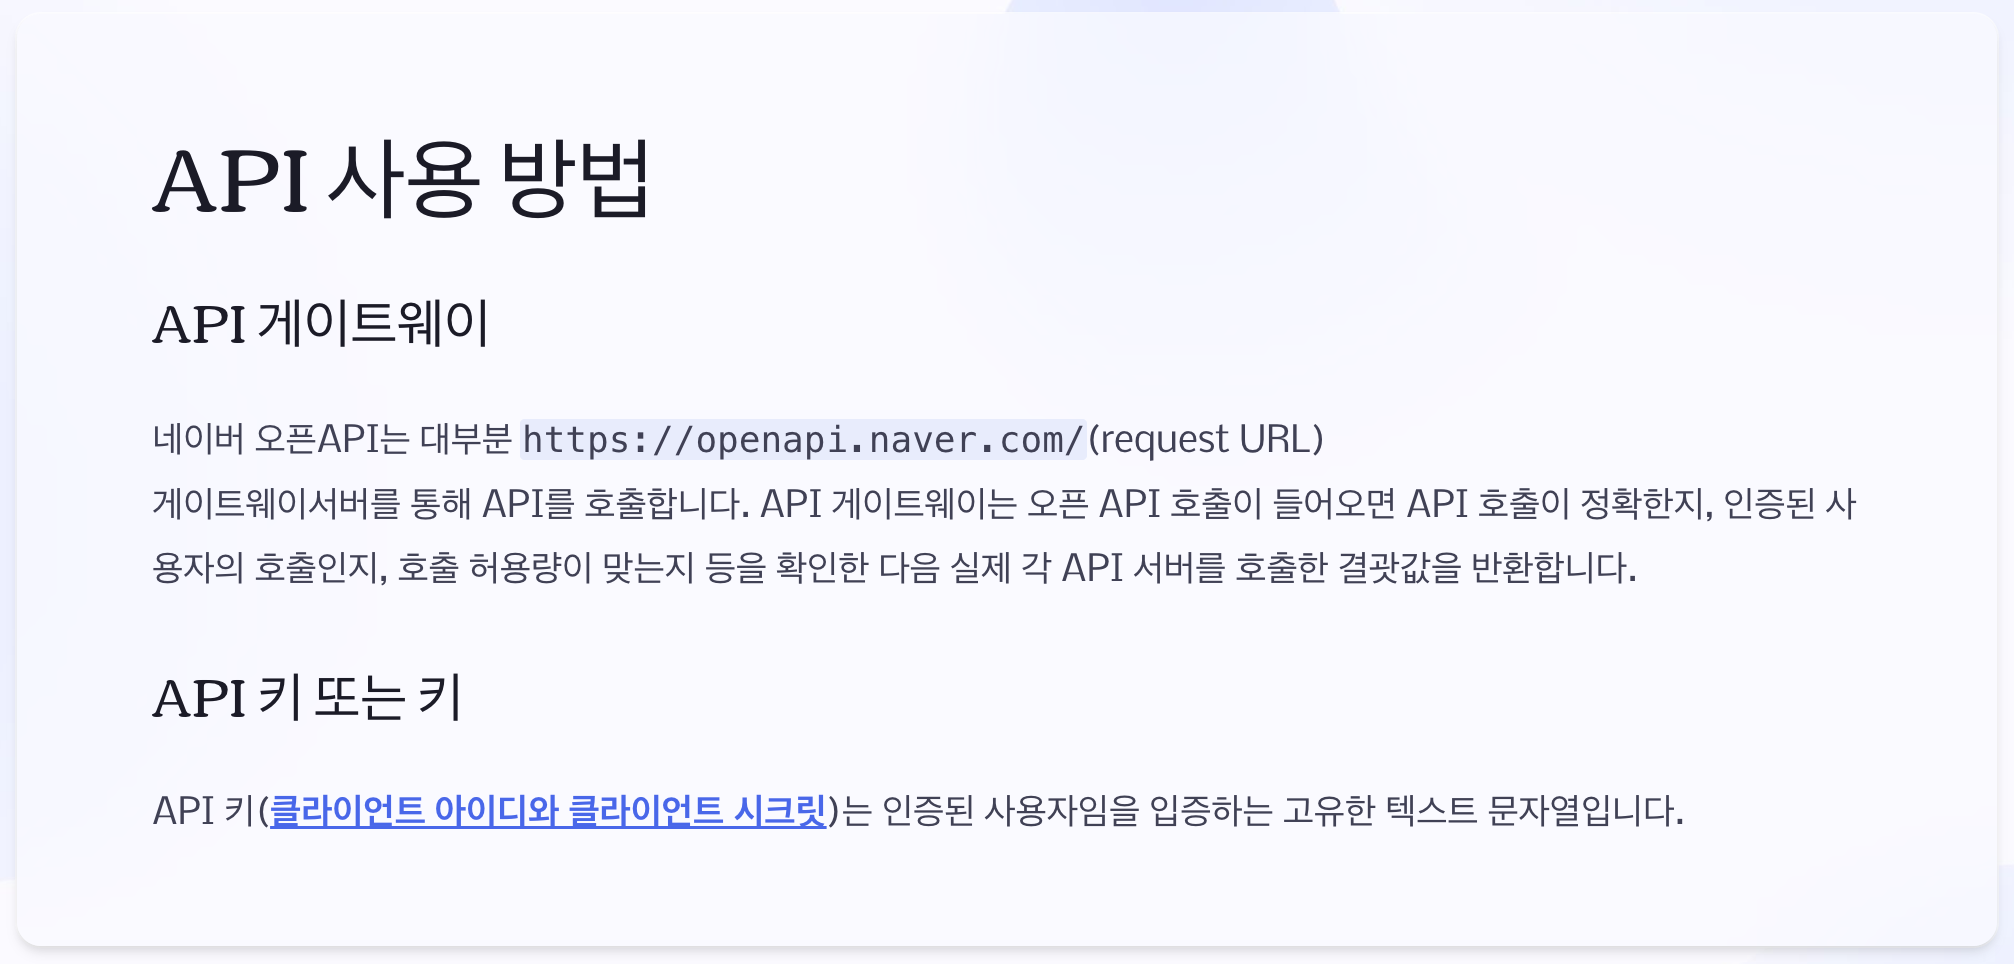 API 사용 방법
API 게이트웨이
네이버 오픈API는 대부분 https://openapi.naver.com/(request URL)
게이트웨이서버를 통해 API를 호출합니다. API 게이트웨이는 오픈 API 호출이 들어오면 API 호출이 정확한지, 인증된 사
용자의 호출인지, 호출 허용량이 맞는지 등을 확인한 다음 실제 각 API 서버를 호출한 결괏값을 반환합니다.
API 키 또는 키
API 키(클라이언트 아이디와 클라이언트 시크릿)는 인증된 사용자임을 입증하는 고유한 텍스트 문자열입니다.